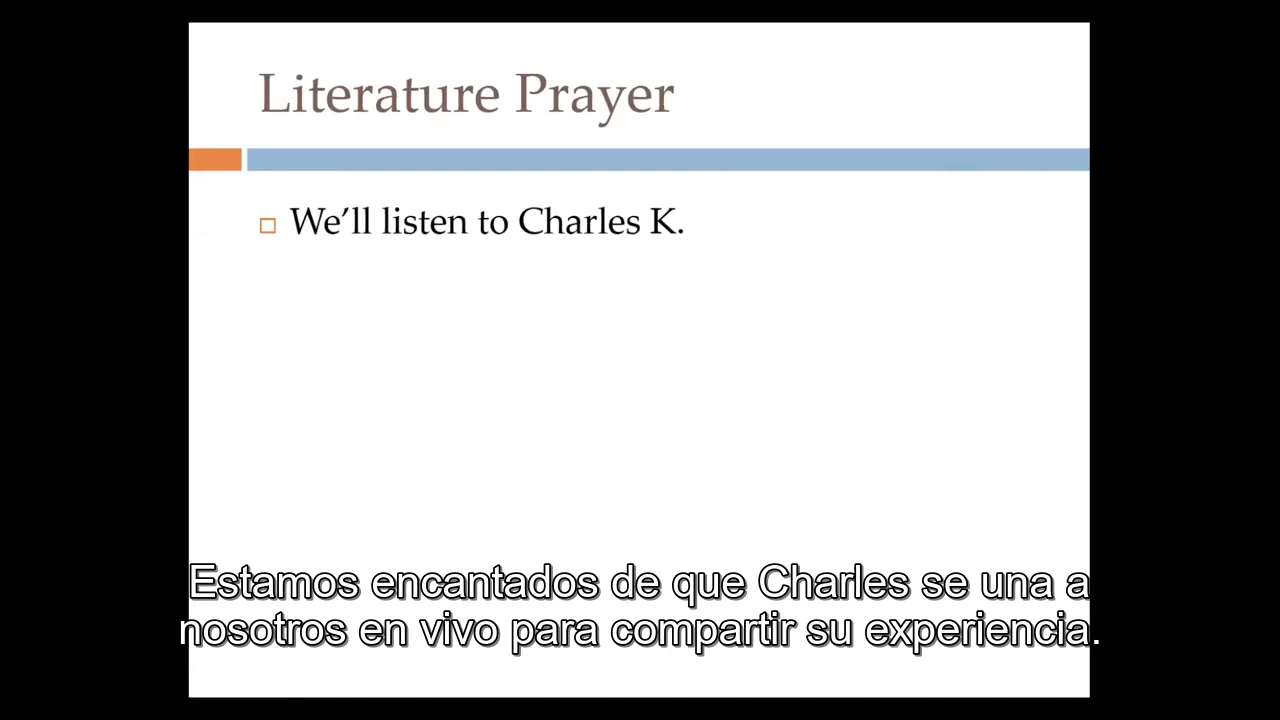 Literature Prayer
We'll listen to Charles K.
Estamos encantados de que Charles se una a
nosotros en vivo para compartir su experiencia.